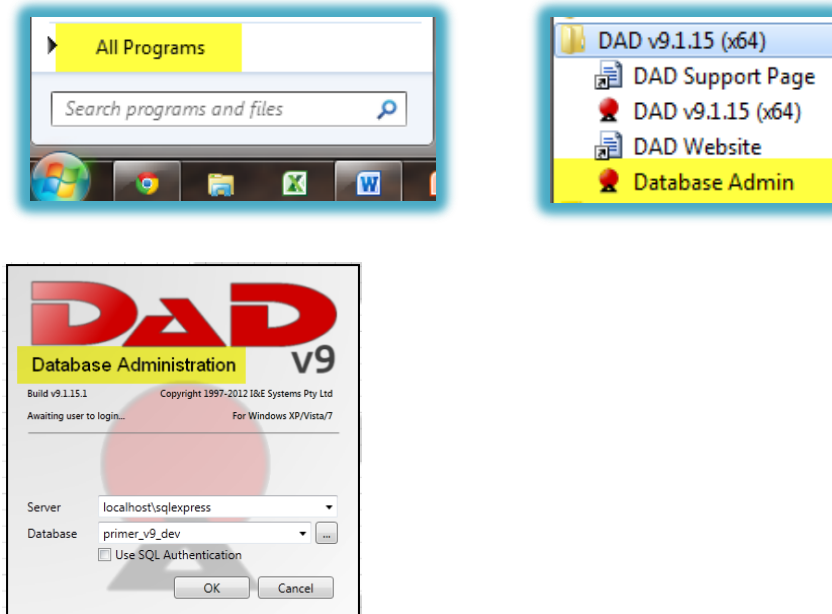 All Programs
Search programs and files
DAD v9.1.15 (x64)
DAD Support Page
DAD v9.1.15 (x64)
DAD Website
Database Admin
DAD
v9
Database Administration
Build v9.1.15.1 Copyright 1997-2012 I&E Systems Pty Ltd
Awaiting user to login... For Windows XP/Vista/7
Server localhost\sqlexpress
Database primer_v9_dev ...
Use SQL Authentication
OK Cancel